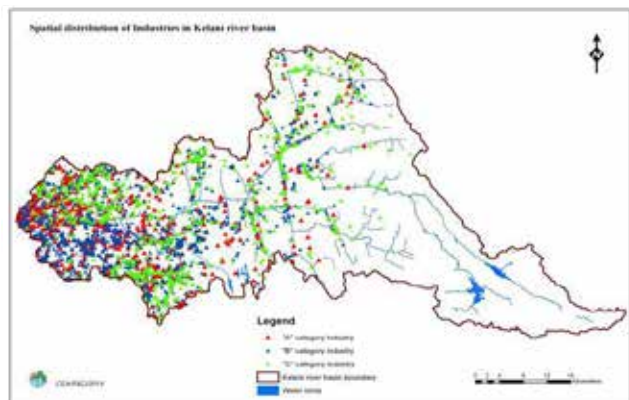 Spatial distribution of Industries in Kelani river basin
N
Legend
"A" category industry
"B" category industry
"C" category industry
Kelani river basin boundary
Water areas